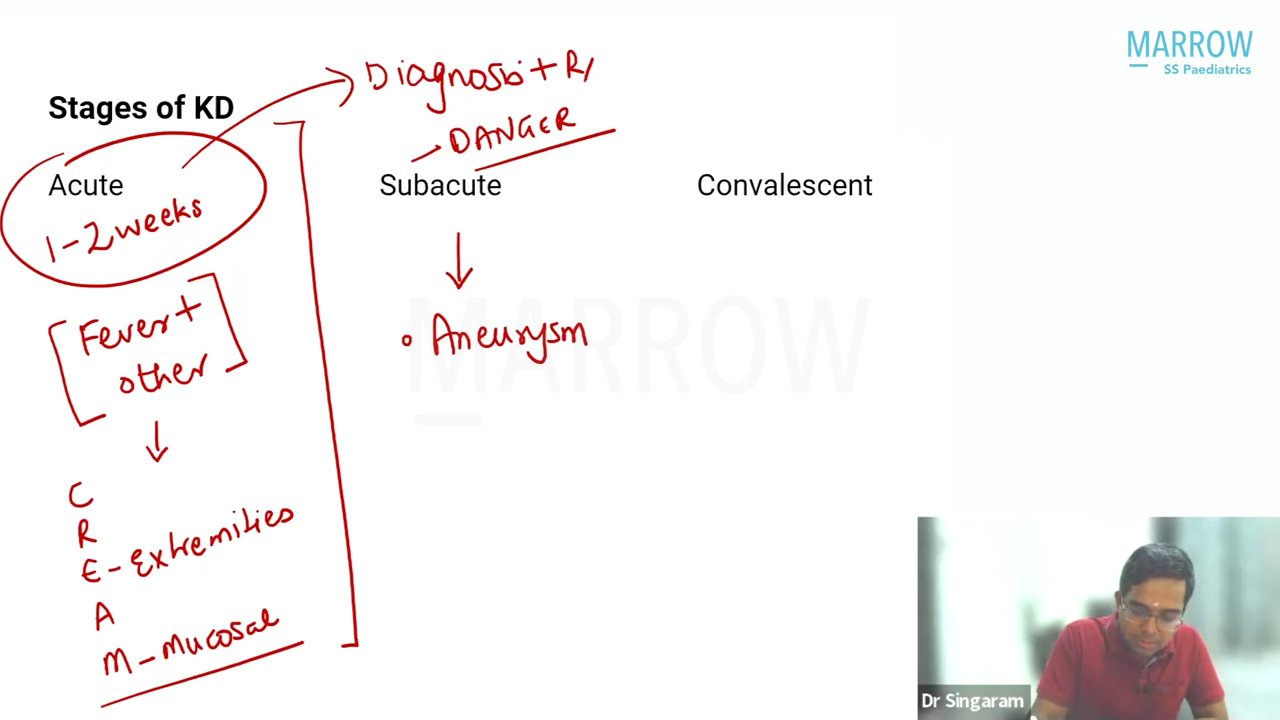 MARROW
SS Paediatrics
Diagnosis + R/
Stages of KD
- DANGER
Acute
Subacute
Convalescent
1-2 weeks
Fever +
other
• Aneurysm
MARROW
C
R
E - Extremities
A
M - Mucosal
Dr Singaram